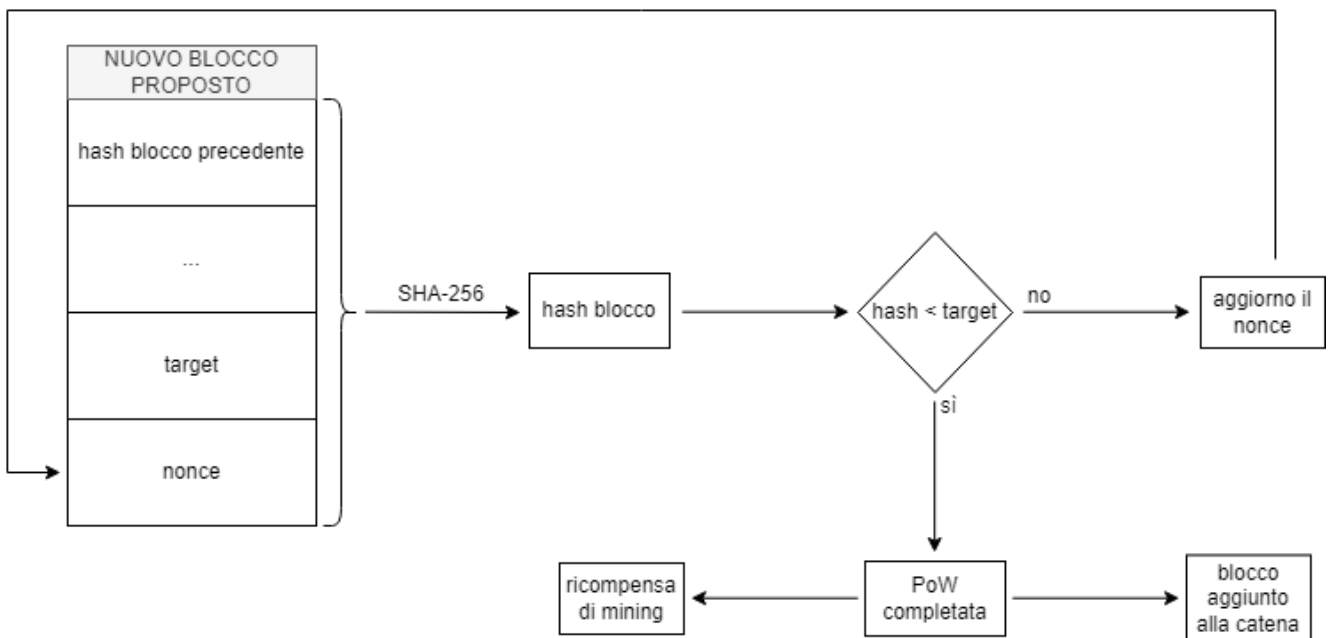 NUOVO BLOCCO
PROPOSTO
hash blocco precedente
...
target
nonce
SHA-256
hash blocco
hash < target
no
aggiorno il
nonce
sì
ricompensa
di mining
PoW
completata
blocco
aggiunto
alla catena